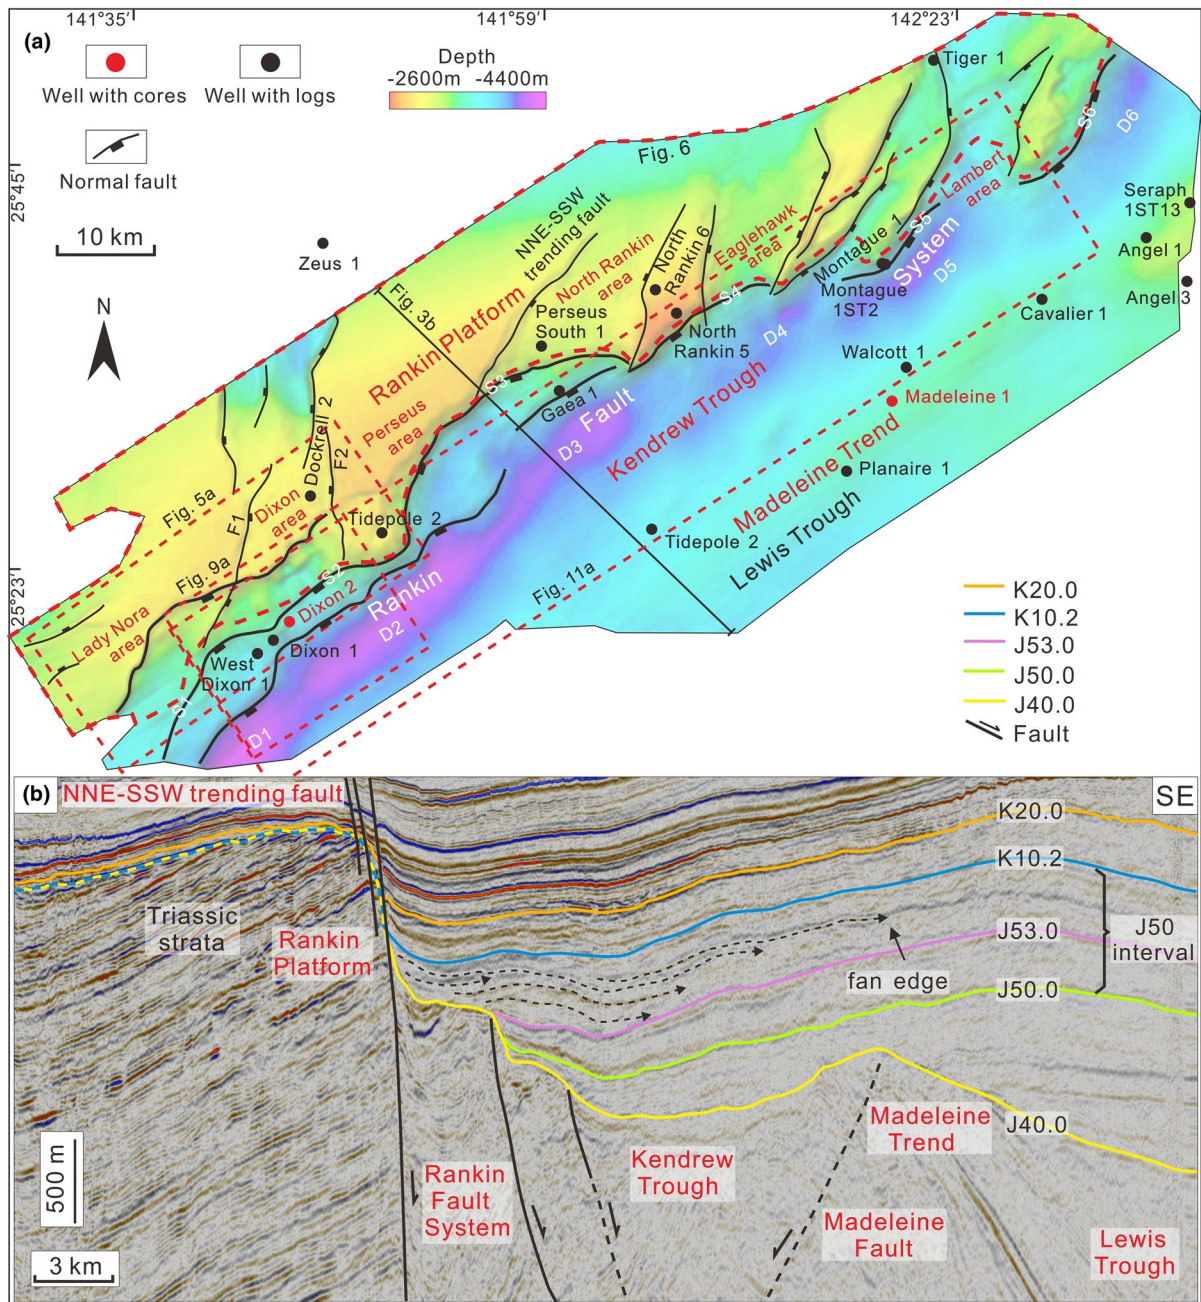 141°35′
141°59′
142°23′
(a)
Well with cores
Well with logs
Normal fault
10 km
N
Depth
-2600m
-4400m
25°45′
25°23′
Fig. 6
Tiger 1
S6
D6
Zeus 1
NNE-SSW
trending fault
North Rankin
area
North
Rankin 6
Eaglehawk
area
Lambert
area
Montague 1
S5
System
D5
Montague
1ST2
Seraph
1ST13
Angel 1
Angel 3
Cavalier 1
Fig. 3b
Rankin Platform
Perseus
South 1
S4
North
Rankin 5
D4
Walcott 1
Madeleine 1
S3
Gaea 1
Fault
D3
Kendrew Trough
Madeleine Trend
Planaire 1
Lewis Trough
Perseus
area
Dockrell 2
F2
F1
Fig. 5a
Dixon
area
Tidepole 2
Tidepole 2
Fig. 9a
Fig. 11a
S2
Dixon 2
Rankin
D2
Lady Nora
area
Dixon 1
West
Dixon 1
S1
D1
K20.0
K10.2
J53.0
J50.0
J40.0
Fault
(b)
NNE-SSW trending fault
SE
K20.0
K10.2
J53.0
J50
interval
J50.0
J40.0
Triassic
strata
Rankin
Platform
fan edge
Madeleine
Trend
Kendrew
Trough
Rankin
Fault
System
Madeleine
Fault
Lewis
Trough
500 m
3 km